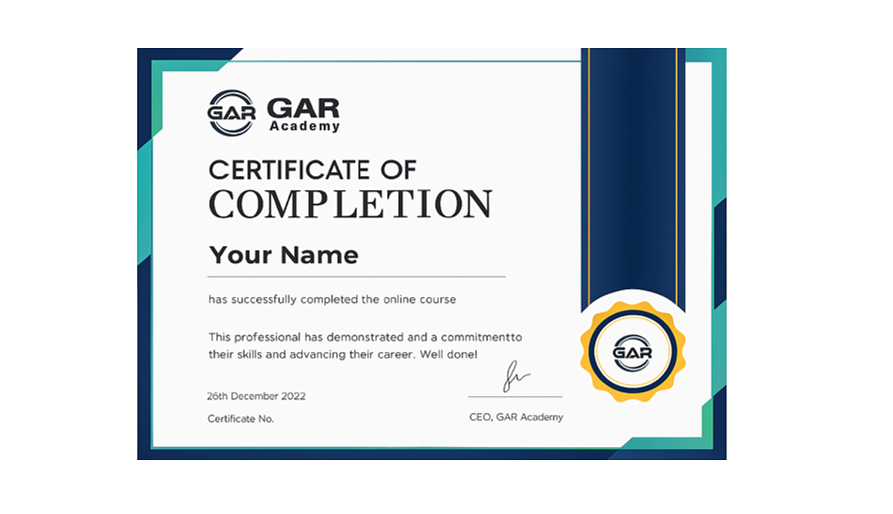 GAR
GAR
Academy
CERTIFICATE OF
COMPLETION
Your Name
has successfully completed the online course
This professional has demonstrated and a commitmentto
their skills and advancing their career. Well done!
GAR
26th December 2022
Certificate No.
CEO, GAR Academy